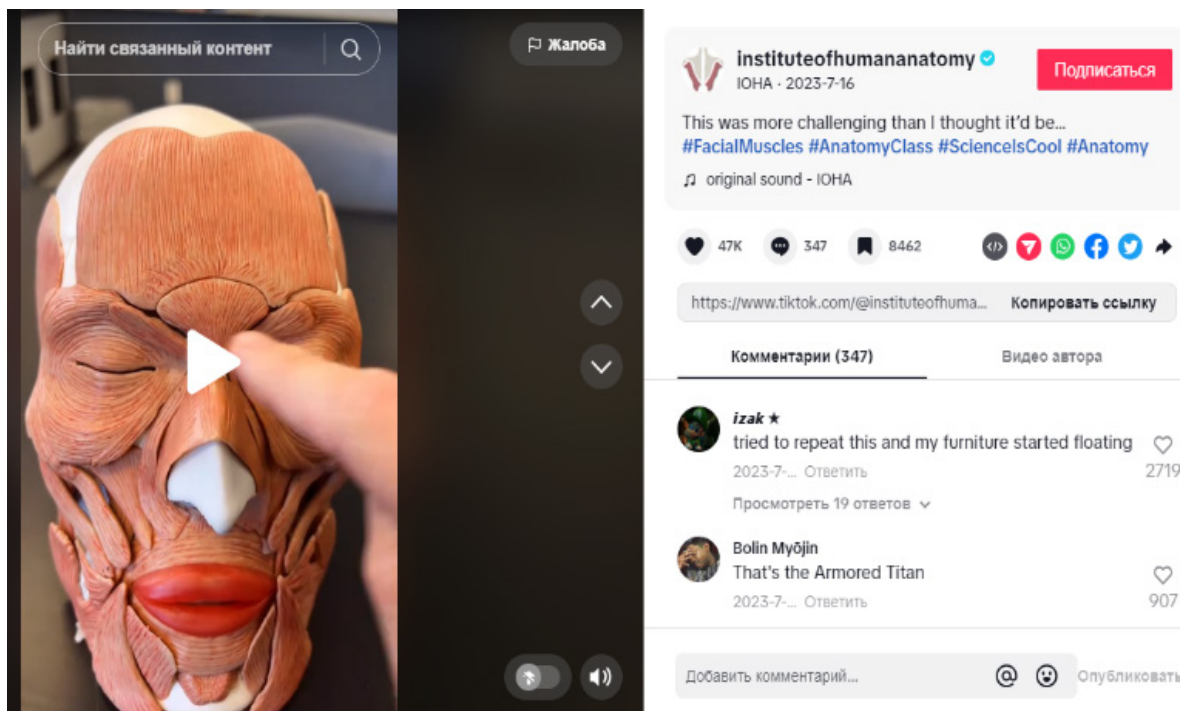 Найти связанный контент
Жалоба
instituteofhumananatomy
IOHA · 2023-7-16
Подписаться
This was more challenging than I thought it'd be...
#FacialMuscles #AnatomyClass #ScienceIsCool #Anatomy
original sound - IOHA
47K 347 8462
https://www.tiktok.com/@instituteofhuma... Копировать ссылку
Комментарии (347) Видео автора
izak ★
tried to repeat this and my furniture started floating
2023-7-... Ответить
2719
Просмотреть 19 ответов
Bolin Myōjin
That's the Armored Titan
2023-7-... Ответить
907
Добавить комментарий... Опубликовать